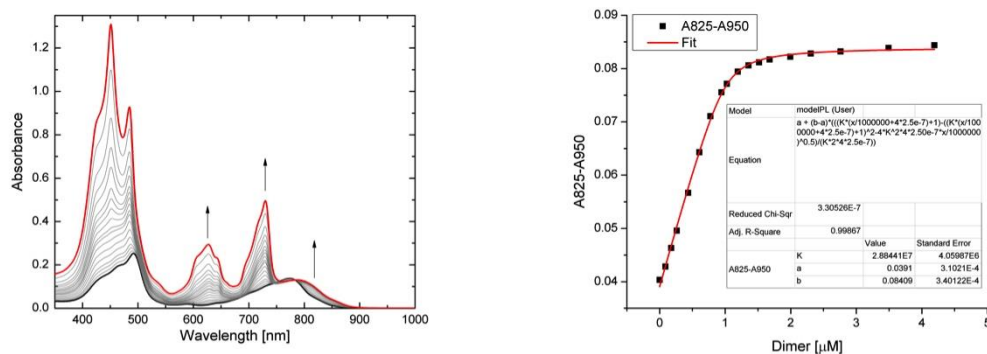 1.2
1.0
0.8
0.6
0.4
0.2
0.0
Absorbance
400 500 600 700 800 900 1000
Wavelength [nm]
0.09
0.08
0.07
0.06
0.05
0.04
A825-A950
A825-A950
Fit
Model modelPL (User)
Equation
a + (b-a)*(((K*(x/1000000+4*2.5e-7)+1)-((K*(x/100
0000+4*2.5e-7)+1)^2-4*K^2*4*2.50e-7*x/1000000
)^0.5)/(K*2*4*2.5e-7))
Reduced Chi-Sqr 3.30526E-7
Adj. R-Square 0.99867
Value Standard Error
A825-A950 K 2.88441E7 4.05987E6
a 0.0391 3.1021E-4
b 0.08409 3.40122E-4
0 1 2 3 4 5
Dimer [µM]